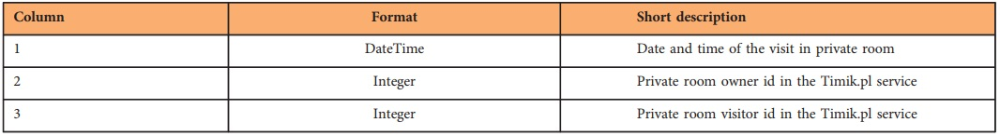 Column Format Short description
1 DateTime Date and time of the visit in private room
2 Integer Private room owner id in the Timik.pl service
3 Integer Private room visitor id in the Timik.pl service